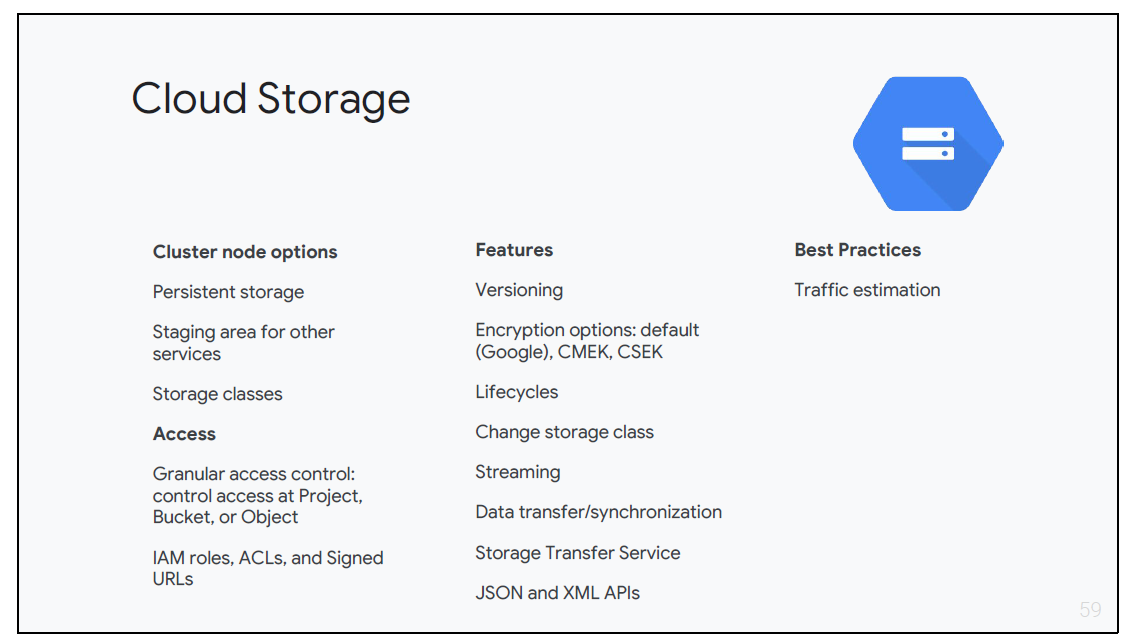 Cloud Storage
Cluster node options
Persistent storage
Staging area for other
services
Storage classes
Access
Granular access control:
control access at Project,
Bucket, or Object
IAM roles, ACLs, and Signed
URLs
Features
Versioning
Encryption options: default
(Google), CMEK, CSEK
Lifecycles
Change storage class
Streaming
Data transfer/synchronization
Storage Transfer Service
JSON and XML APIs
Best Practices
Traffic estimation
59